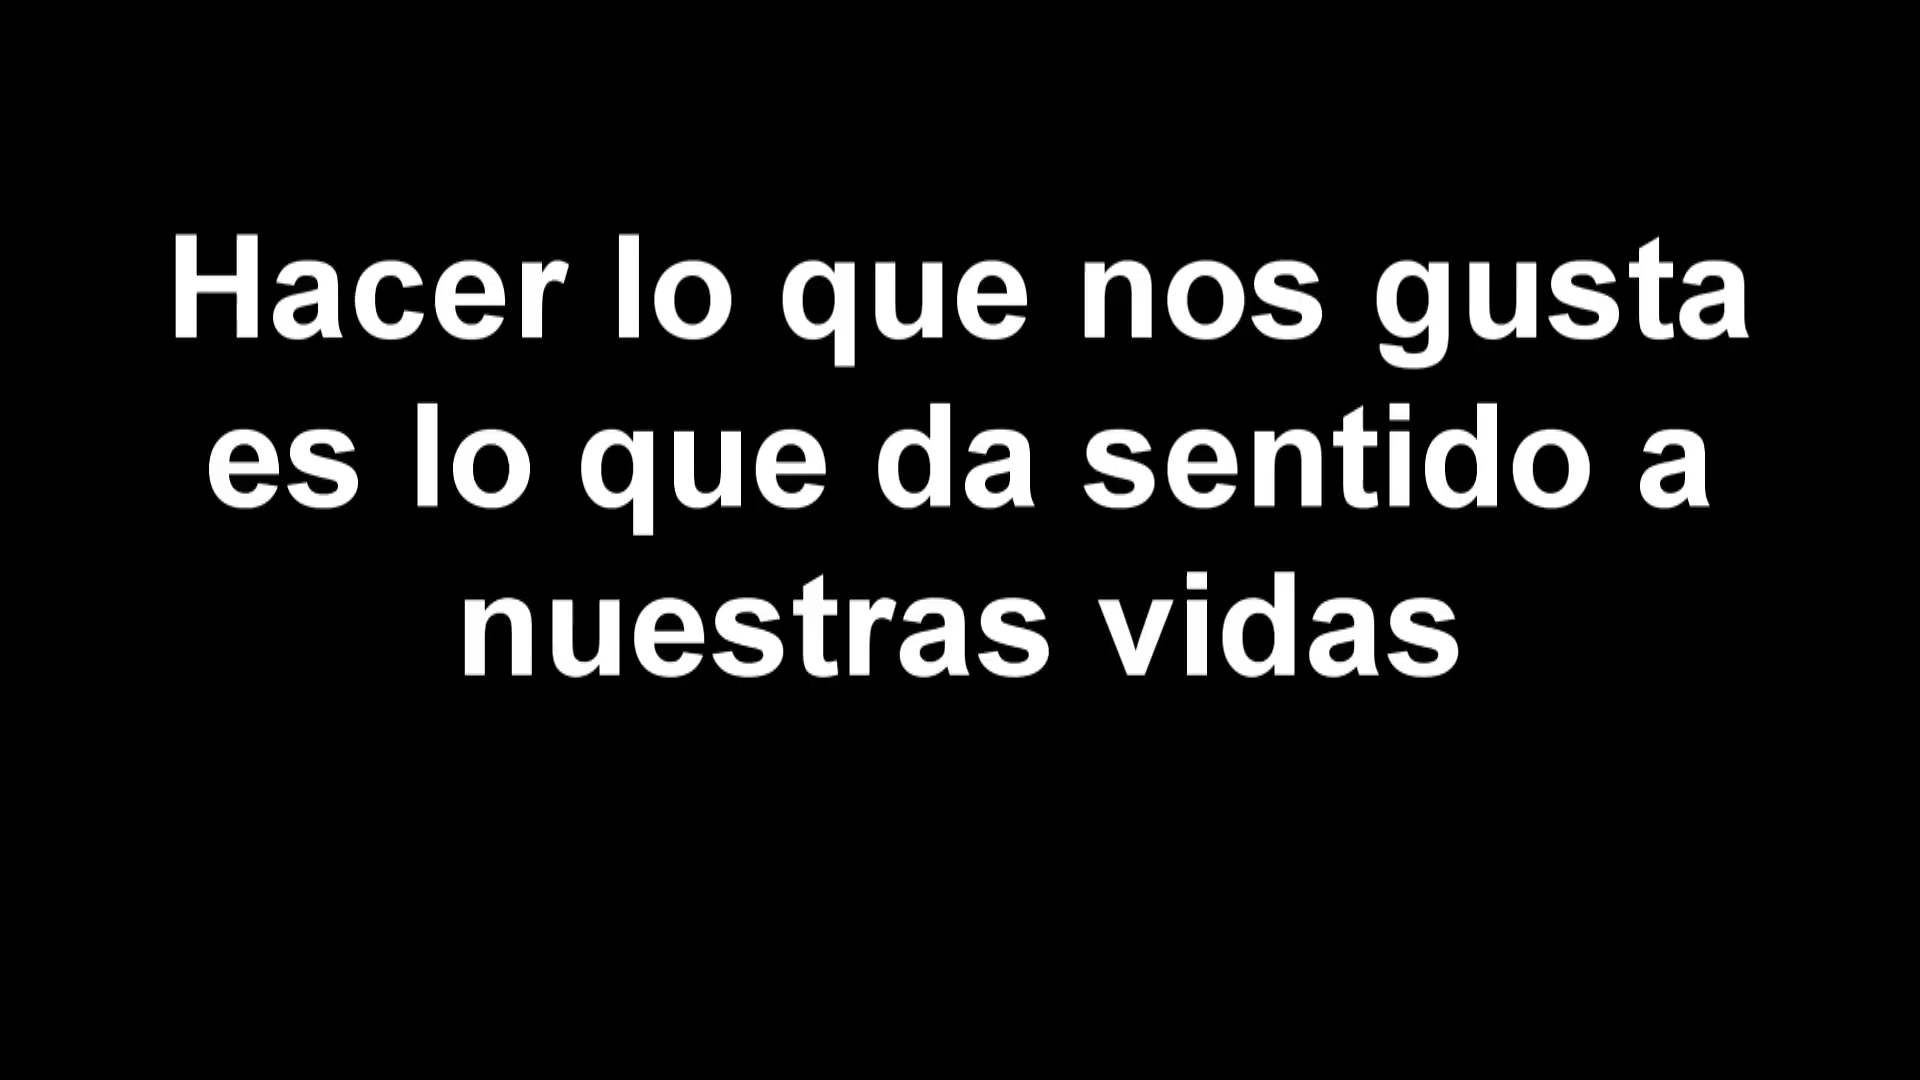 Hacer lo que nos gusta
es lo que da sentido a
nuestras vidas